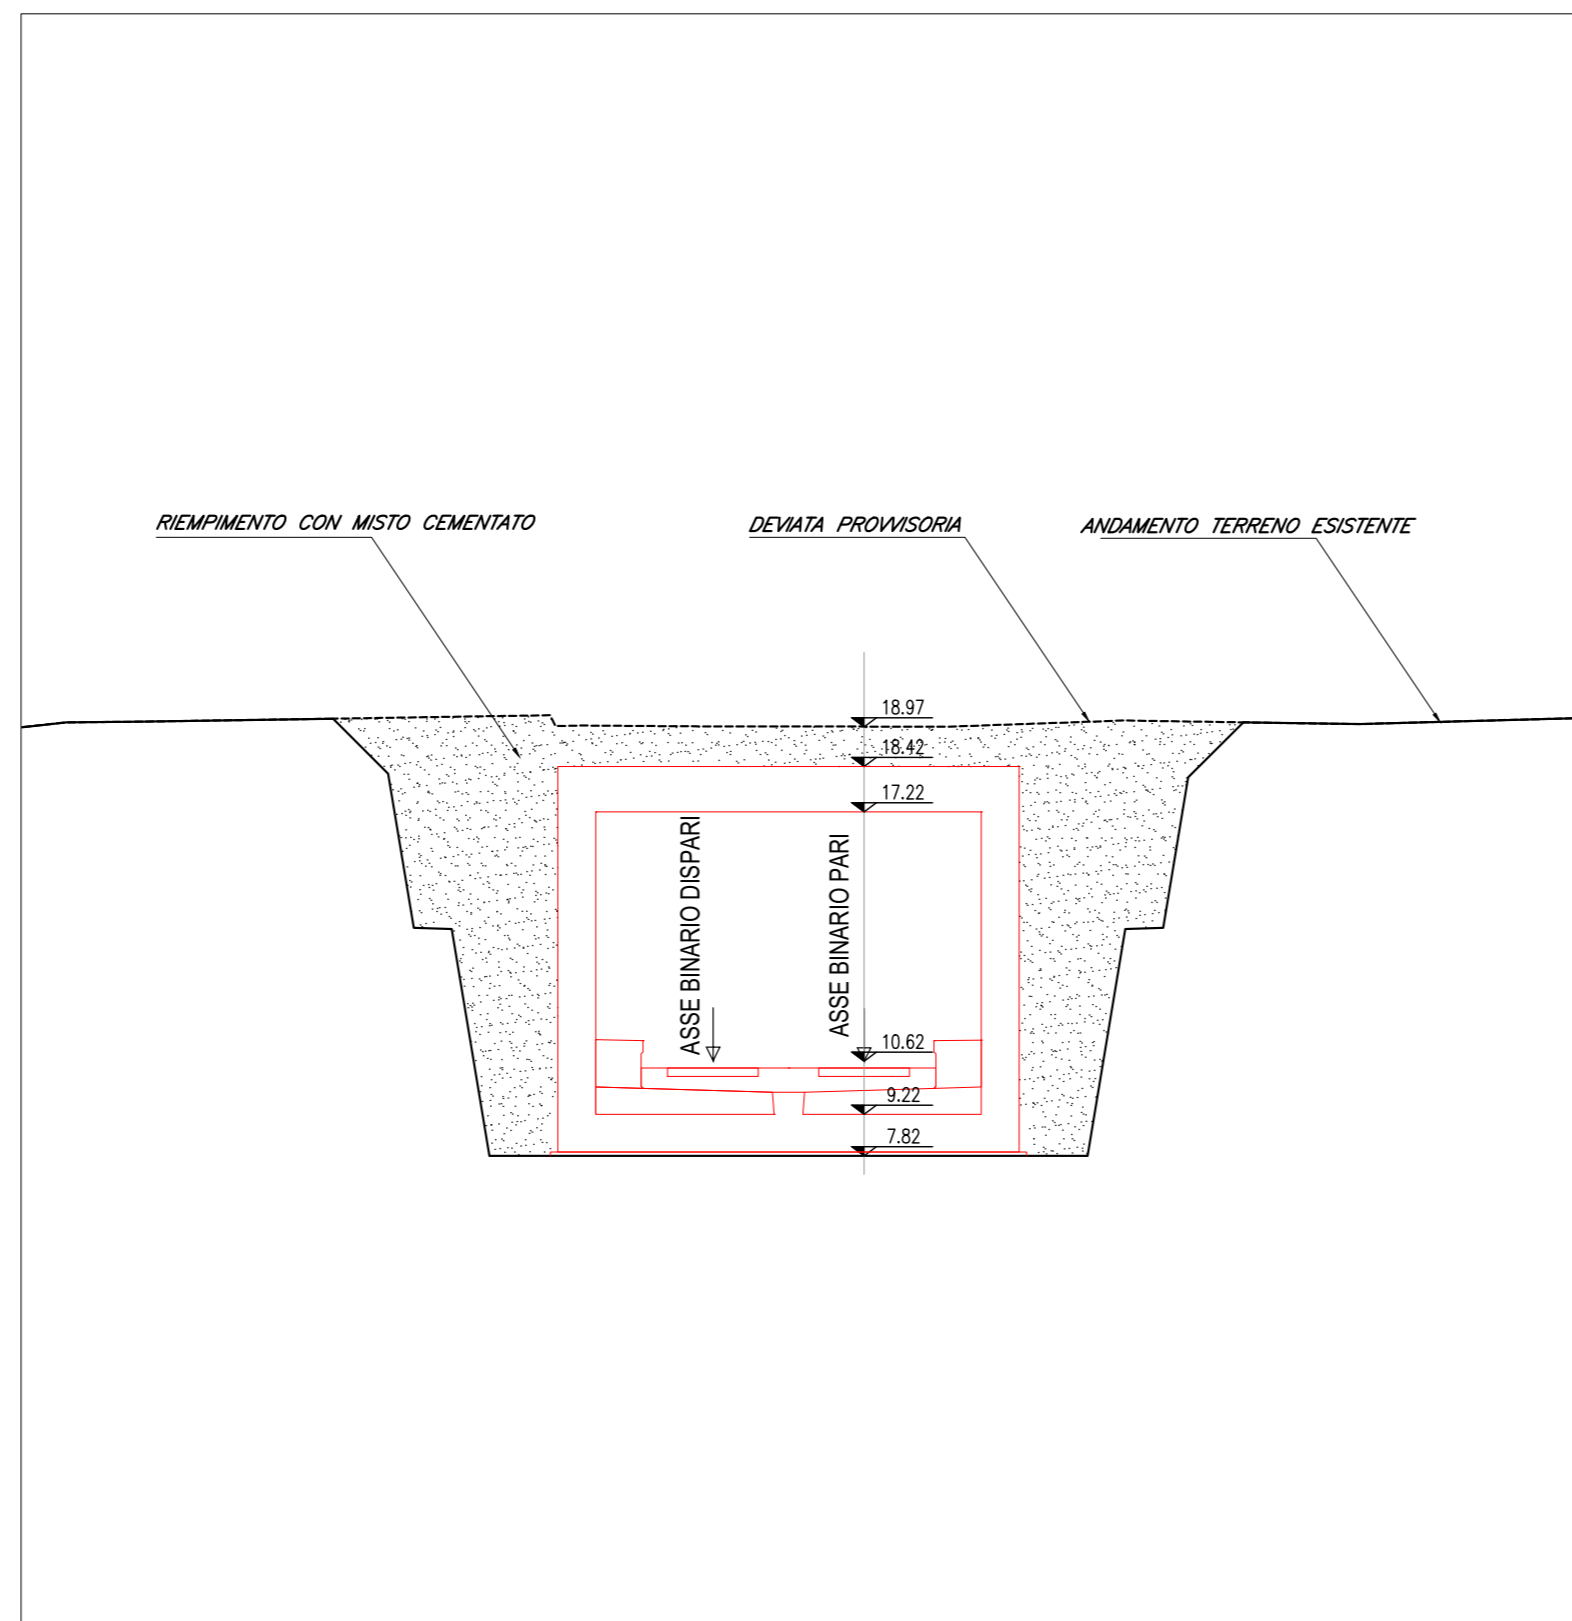 RIEMPIMENTO CON MISTO CEMENTATO
DEVIATA PROVVISORIA
ANDAMENTO TERRENO ESISTENTE
18.97
18.42
17.22
ASSE BINARIO DISPARI
ASSE BINARIO PARI
10.62
9.22
7.82